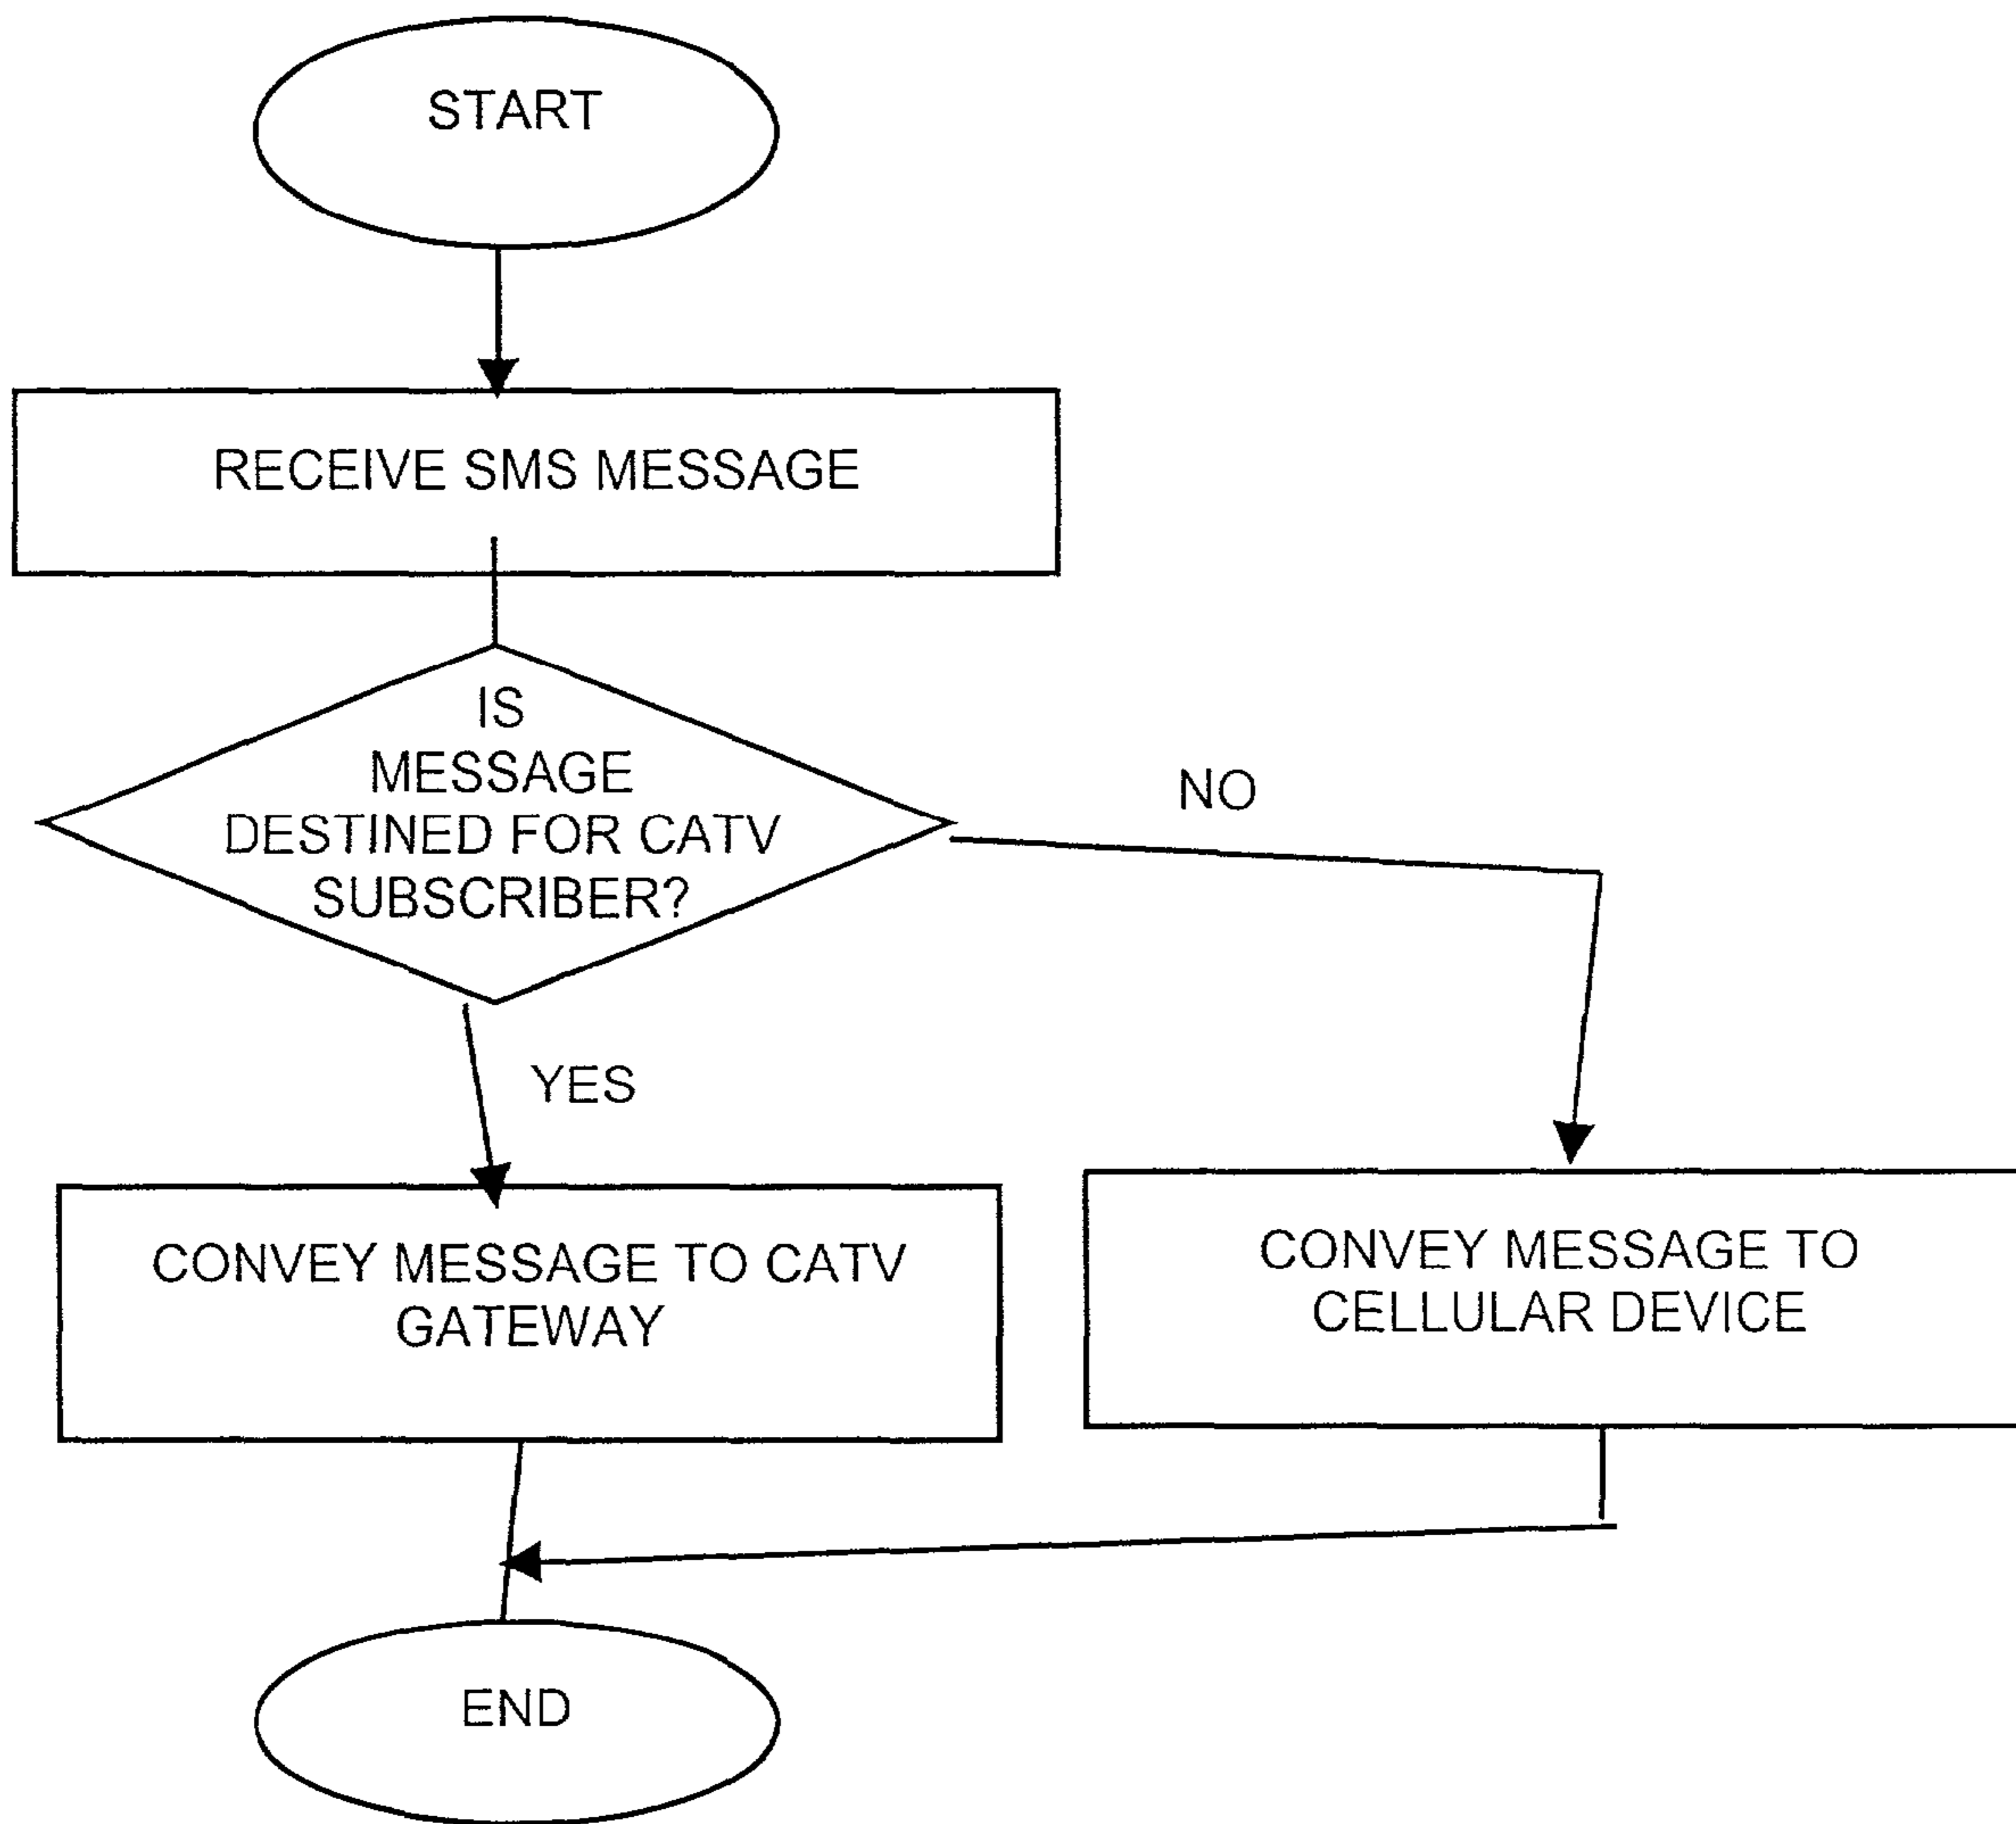 START
RECEIVE SMS MESSAGE
IS
MESSAGE
DESTINED FOR CATV
SUBSCRIBER?
NO
YES
CONVEY MESSAGE TO CATV
GATEWAY
CONVEY MESSAGE TO
CELLULAR DEVICE
END